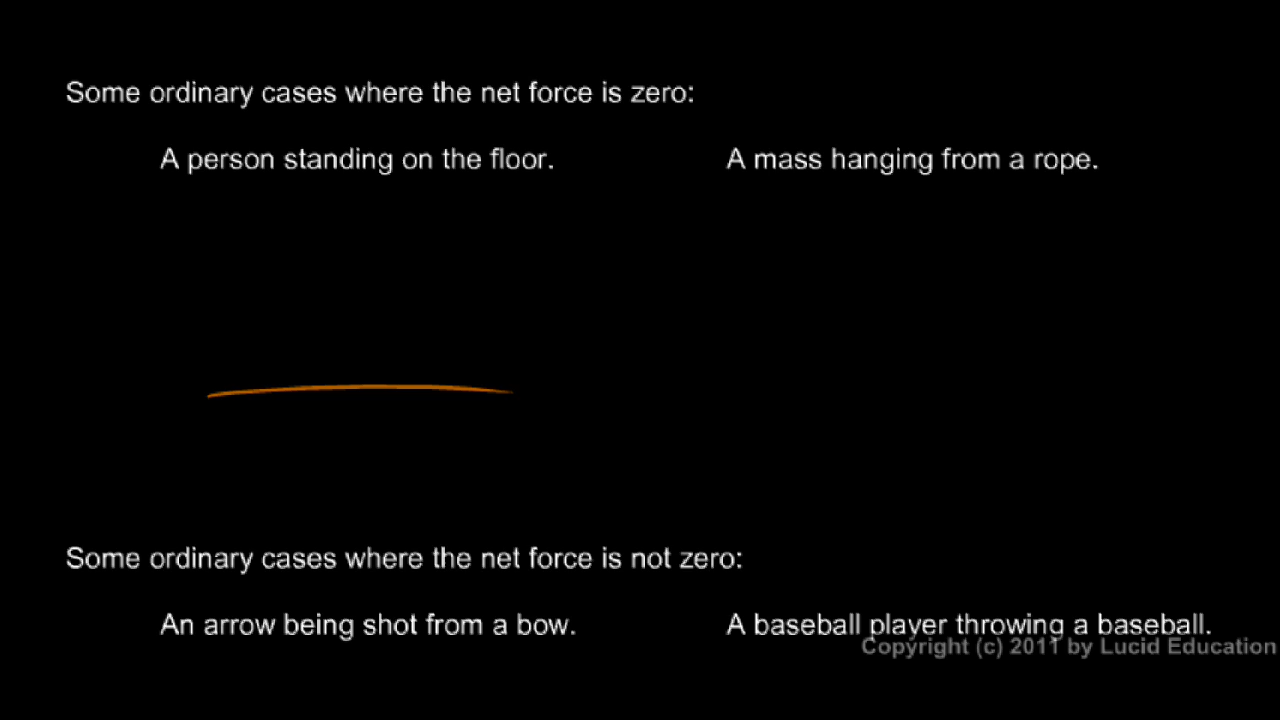 Some ordinary cases where the net force is zero:
A person standing on the floor.
A mass hanging from a rope.
Some ordinary cases where the net force is not zero:
An arrow being shot from a bow.
A baseball player throwing a baseball.
Copyright (c) 2011 by Lucid Education